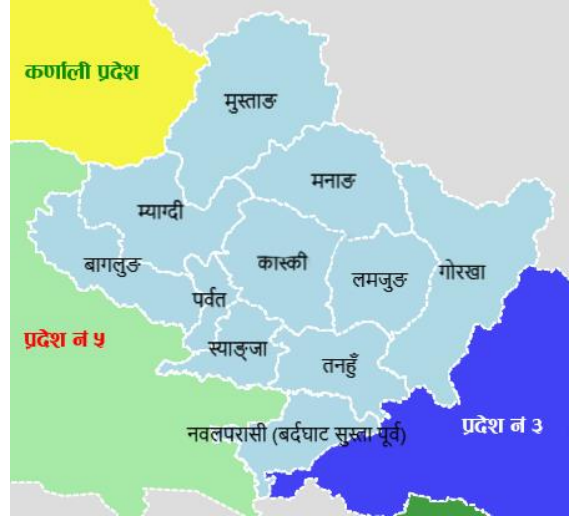 कर्णाली प्रदेश
मुस्ताङ
मनाङ
म्याग्दी
बागलुङ
कास्की
लमजुङ
गोरखा
पर्वत
प्रदेश नं ५
स्याङ्जा
तनहुँ
नवलपरासी (बर्दघाट सुस्ता पूर्व)
प्रदेश नं ३